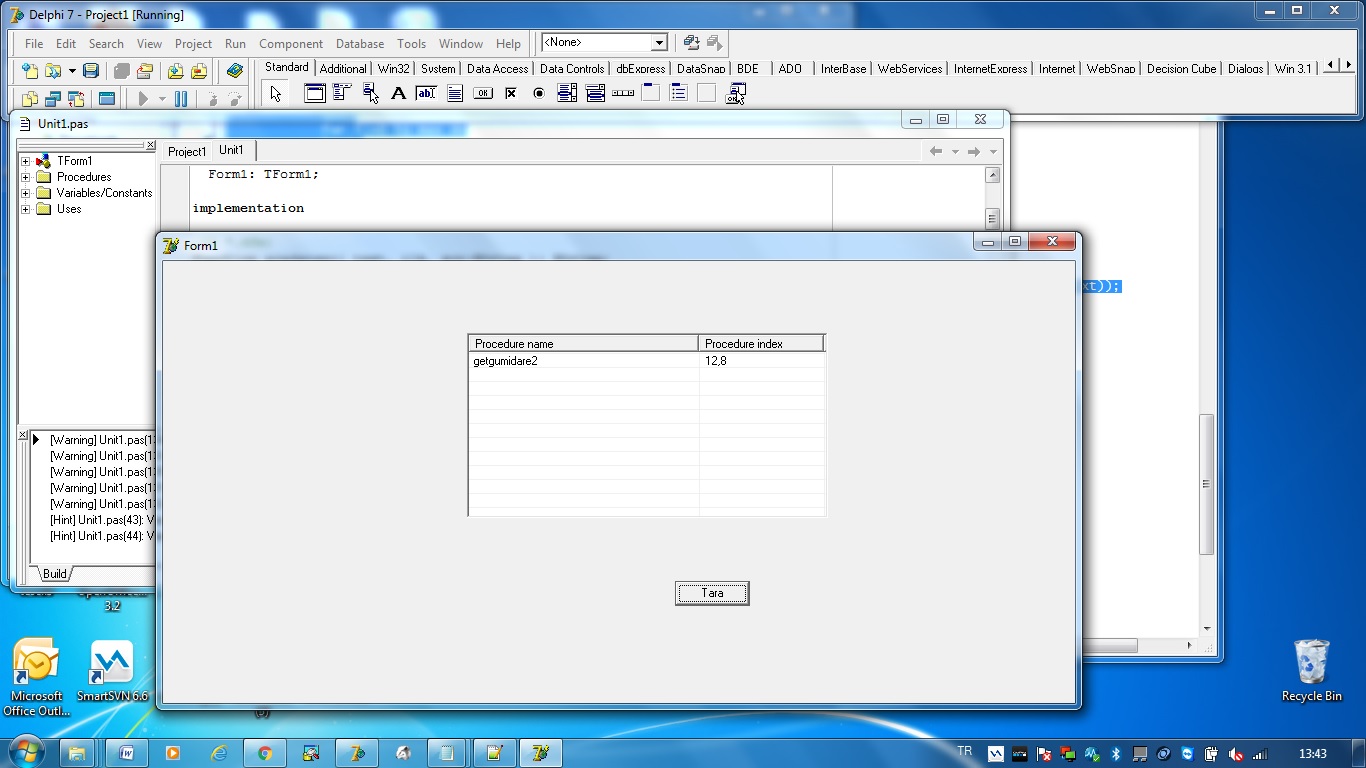 Delphi 7 - Project1 [Running]
File Edit Search View Project Run Component Database Tools Window Help
<None>
Standard Additional Win32 System Data Access Data Controls dbExpress DataSnap BDE ADO InterBase WebServices InternetExpress Internet WebSnap Decision Cube Dialogs Win 3.1
Unit1.pas
Project1 Unit1
TForm1
Procedures
Variables/Constants
Uses
Form1: TForm1;
implementation
Form1
xt));
Procedure name Procedure index
getgumidare2 12,8
Tara
[Warning] Unit1.pas(1
[Warning] Unit1.pas(1
[Warning] Unit1.pas(1
[Warning] Unit1.pas(1
[Warning] Unit1.pas(1
[Hint] Unit1.pas(43): V
[Hint] Unit1.pas(44): V
Build
3.2
Microsoft
Office Outl...
SmartSVN 6.6
Recycle Bin
TR
13:43